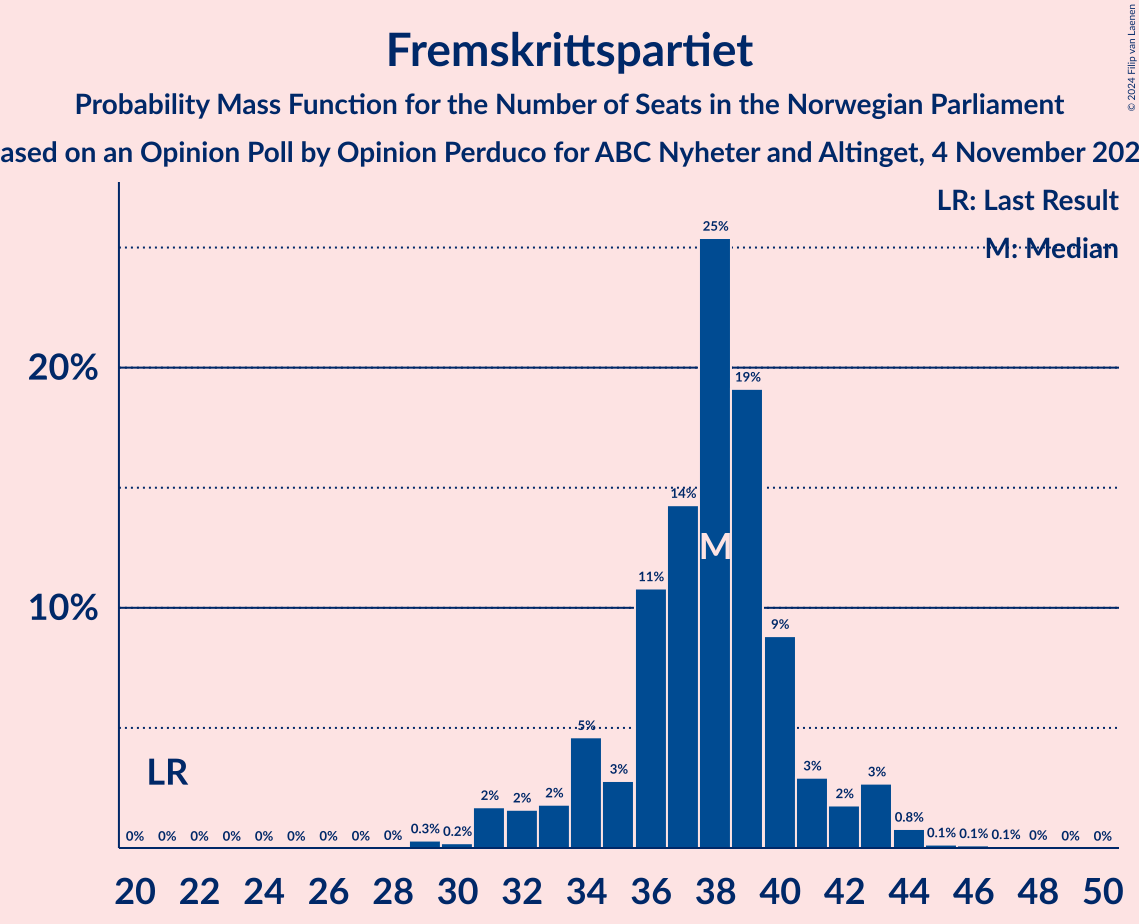 Fremskrittspartiet
Probability Mass Function for the Number of Seats in the Norwegian Parliament
ased on an Opinion Poll by Opinion Perduco for ABC Nyheter and Altinget, 4 November 202
© 2024 Filip van Laenen
LR: Last Result
M: Median
20%
10%
25%
19%
14%
M
11%
9%
5%
3%
3%
3%
2%
2%
2%
2%
LR
0% 0% 0% 0% 0% 0% 0% 0% 0% 0.3% 0.2% 0.8% 0.1% 0.1% 0.1% 0% 0% 0%
20 22 24 26 28 30 32 34 36 38 40 42 44 46 48 50